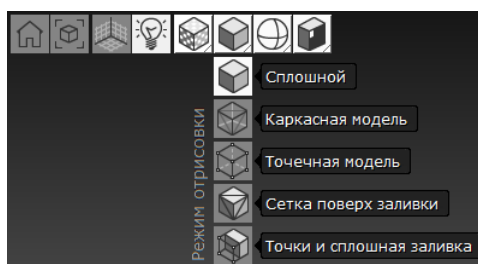 Сплошной
Каркасная модель
Точечная модель
Сетка поверх заливки
Точки и сплошная заливка
Режим отрисовки